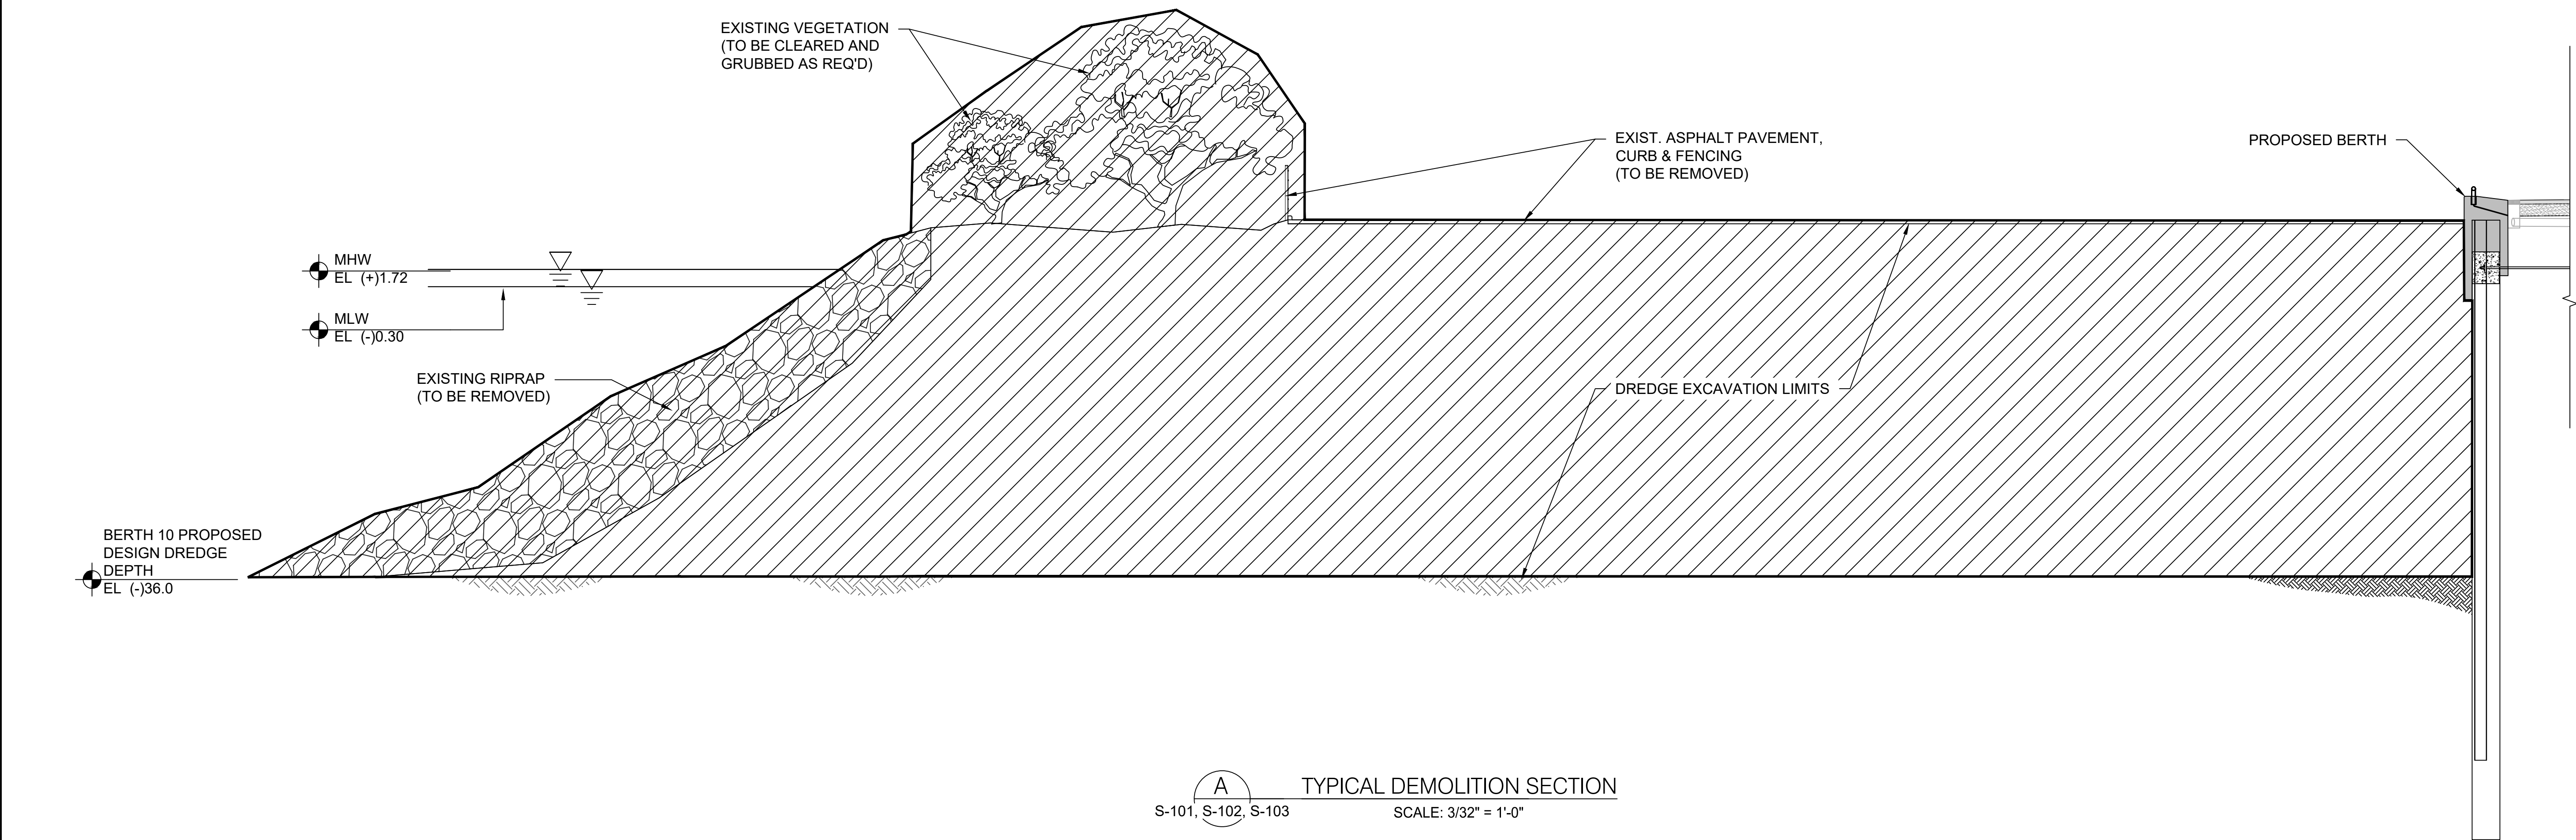 EXISTING VEGETATION
(TO BE CLEARED AND
GRUBBED AS REQ'D)
EXIST. ASPHALT PAVEMENT,
CURB & FENCING
(TO BE REMOVED)
PROPOSED BERTH
MHW
EL (+)1.72
MLW
EL (-)0.30
EXISTING RIPRAP
(TO BE REMOVED)
DREDGE EXCAVATION LIMITS
BERTH 10 PROPOSED
DESIGN DREDGE
DEPTH
EL (-)36.0
A
S-101, S-102, S-103
TYPICAL DEMOLITION SECTION
SCALE: 3/32" = 1'-0"